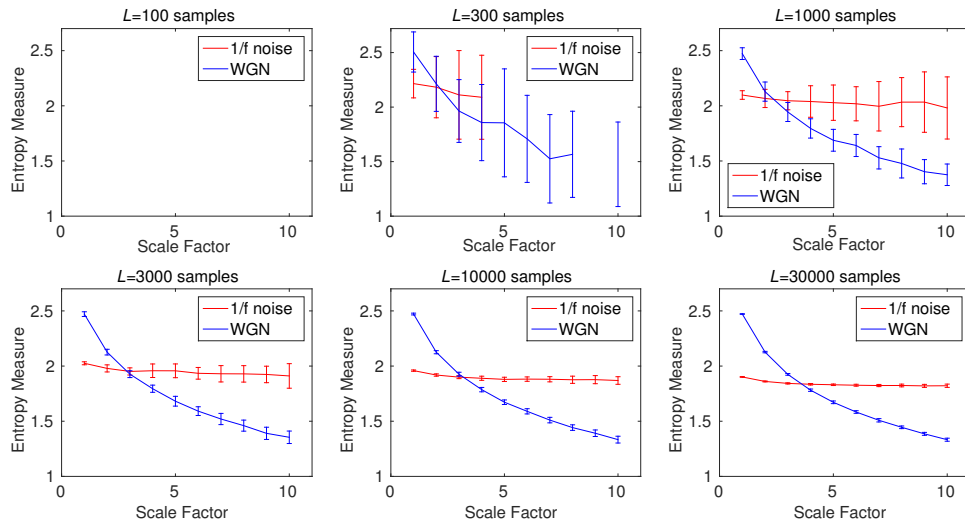 L=100 samples
Entropy Measure
2.5
2
1.5
1
0
5
10
Scale Factor
1/f noise
WGN
L=300 samples
Entropy Measure
2.5
2
1.5
1
0
5
10
Scale Factor
1/f noise
WGN
L=1000 samples
Entropy Measure
2.5
2
1.5
1
0
5
10
Scale Factor
1/f noise
WGN
L=3000 samples
Entropy Measure
2.5
2
1.5
1
0
5
10
Scale Factor
1/f noise
WGN
L=10000 samples
Entropy Measure
2.5
2
1.5
1
0
5
10
Scale Factor
1/f noise
WGN
L=30000 samples
Entropy Measure
2.5
2
1.5
1
0
5
10
Scale Factor
1/f noise
WGN